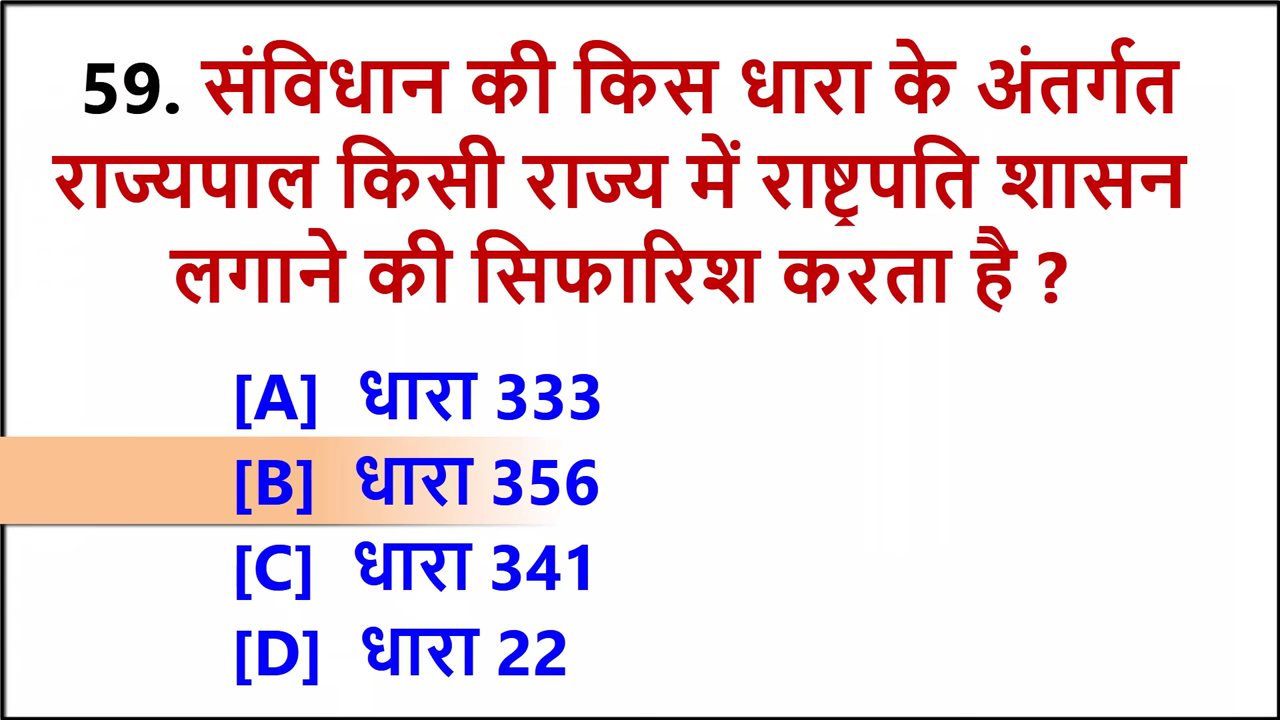 59. संविधान की किस धारा के अंतर्गत
राज्यपाल किसी राज्य में राष्ट्रपति शासन
लगाने की सिफारिश करता है ?
[A] धारा 333
[B] धारा 356
[C] धारा 341
[D] धारा 22